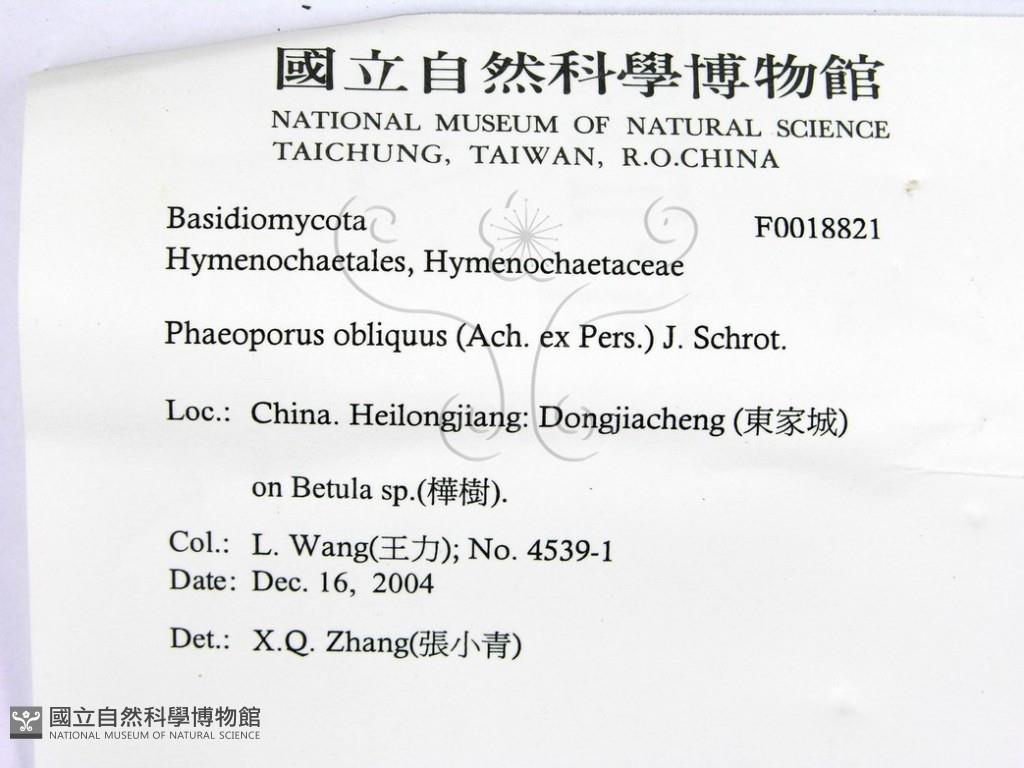 國立自然科學博物館
NATIONAL MUSEUM OF NATURAL SCIENCE
TAICHUNG, TAIWAN, R.O.CHINA
Basidiomycota F0018821
Hymenochaetales, Hymenochaetaceae
Phaeoporus obliquus (Ach. ex Pers.) J. Schrot.
Loc.: China. Heilongjiang: Dongjiacheng (東家城)
on Betula sp.(樺樹).
Col.: L. Wang(王力); No. 4539-1
Date: Dec. 16, 2004
Det.: X.Q. Zhang(張小青)
國立自然科學博物館
NATIONAL MUSEUM OF NATURAL SCIENCE